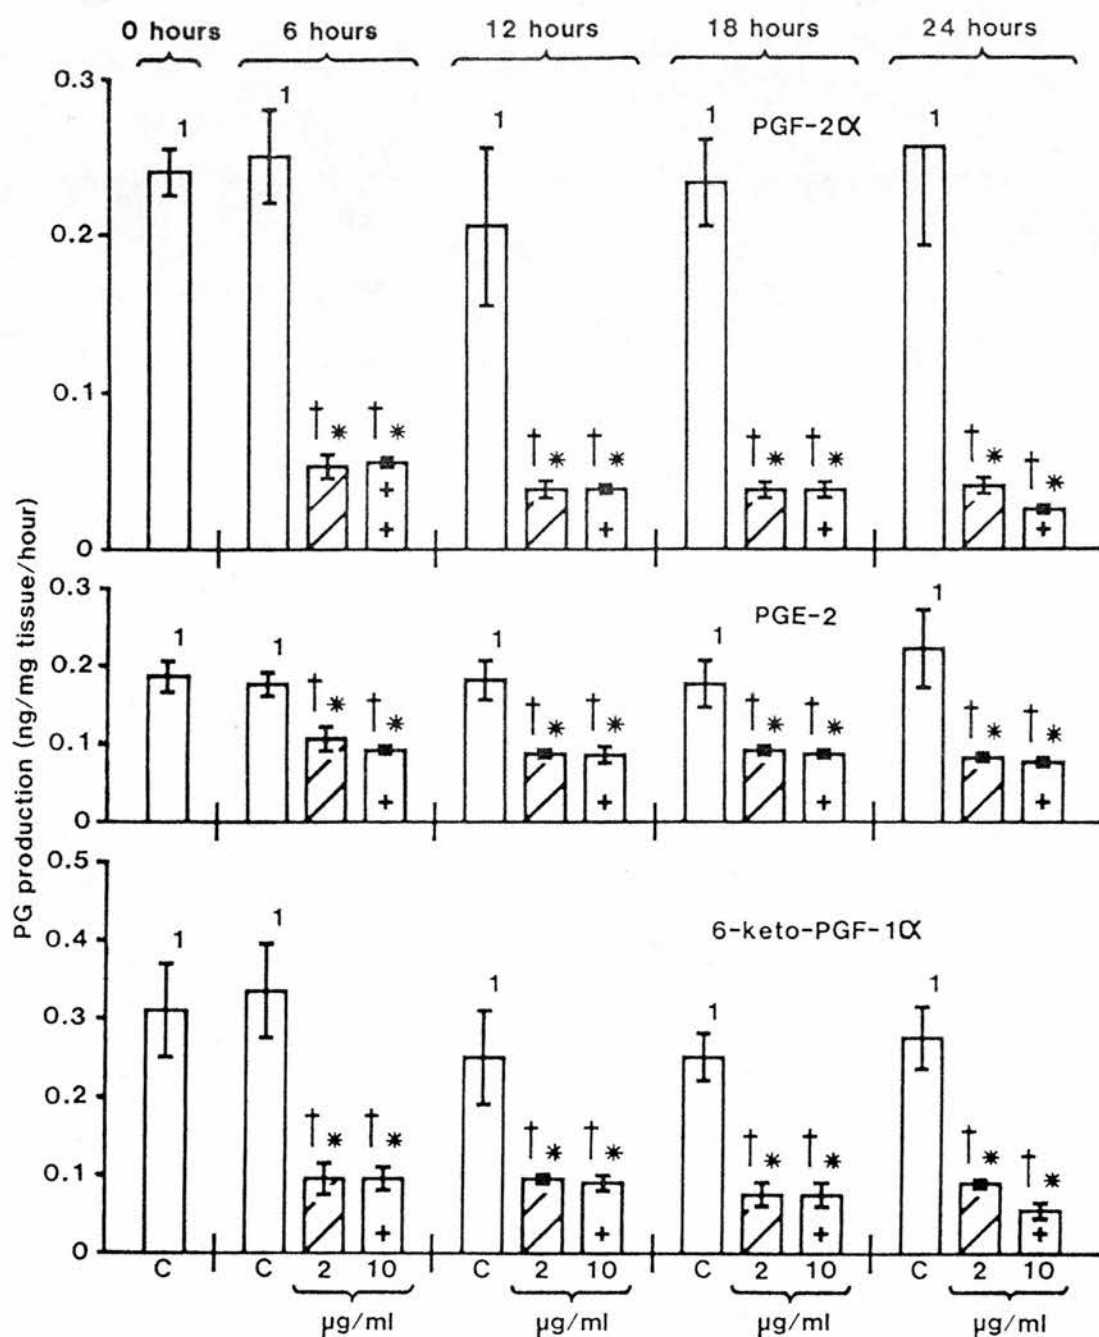 0 hours 6 hours 12 hours 18 hours 24 hours
PG production (ng/mg tissue/hour)
0.3
1 1 1 1 1
PGF-2α
0.2
0.1
† * † * † * † * † * † * † * † *
+ + + + +
0
0.3
1 1 1 1 1
PGE-2
0.2
† * † * † * † * † * † * † * † *
0.1
+ + + +
0
0.5
6-keto-PGF-1α
0.4
1 1 1 1 1
0.3
0.2
† * † * † * † * † * † * † * † *
0.1
+ + + +
0
C C 2 10 C 2 10 C 2 10 C 2 10
µg/ml µg/ml µg/ml µg/ml